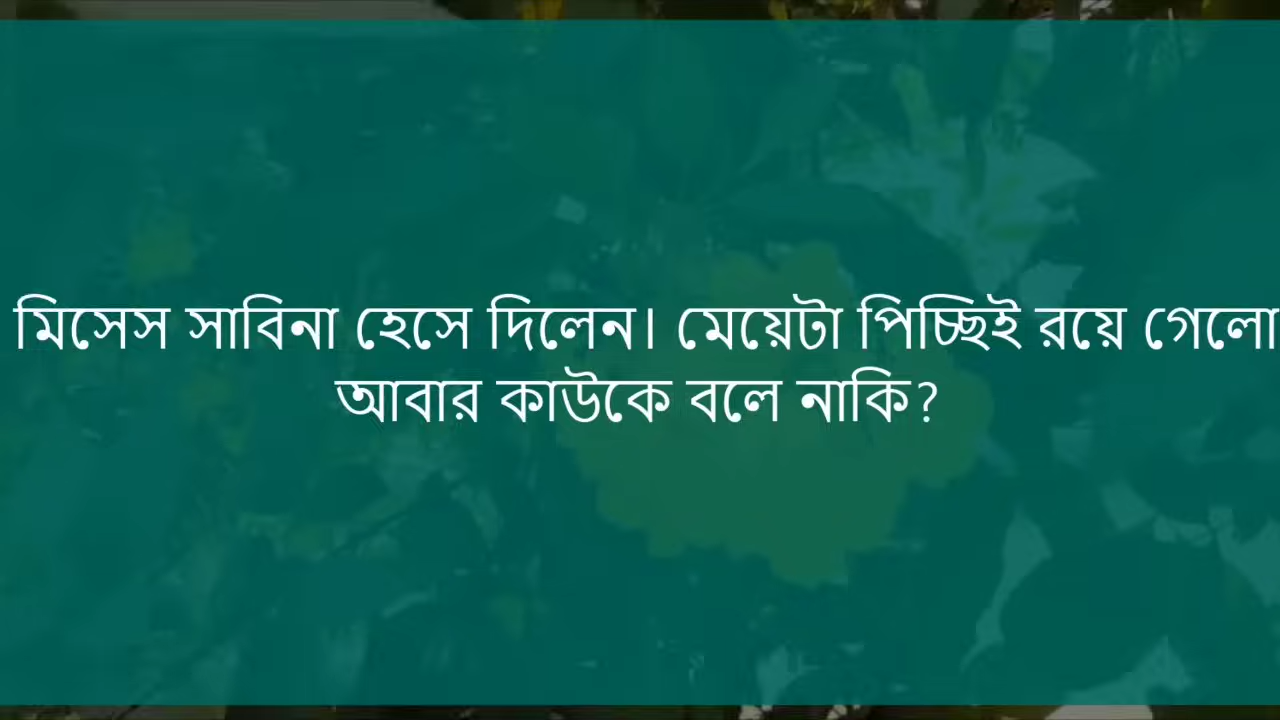 মিসেস সাবিনা হেসে দিলেন। মেয়েটা পিচ্ছিই রয়ে গেলো
আবার কাউকে বলে নাকি?